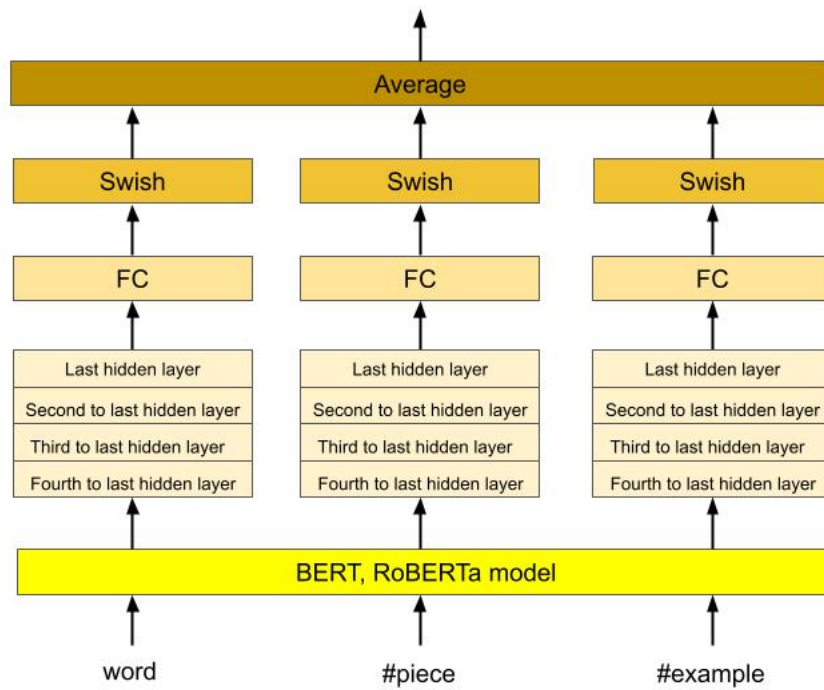 Average
Swish Swish Swish
FC FC FC
Last hidden layer Last hidden layer Last hidden layer
Second to last hidden layer Second to last hidden layer Second to last hidden layer
Third to last hidden layer Third to last hidden layer Third to last hidden layer
Fourth to last hidden layer Fourth to last hidden layer Fourth to last hidden layer
BERT, RoBERTa model
word #piece #example